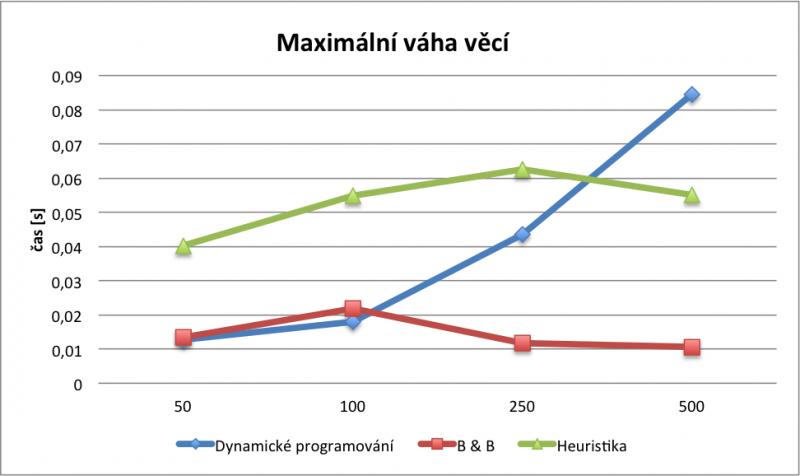 Maximální váha věcí
čas [s]
0,09
0,08
0,07
0,06
0,05
0,04
0,03
0,02
0,01
0
50 100 250 500
Dynamické programování B & B Heuristika